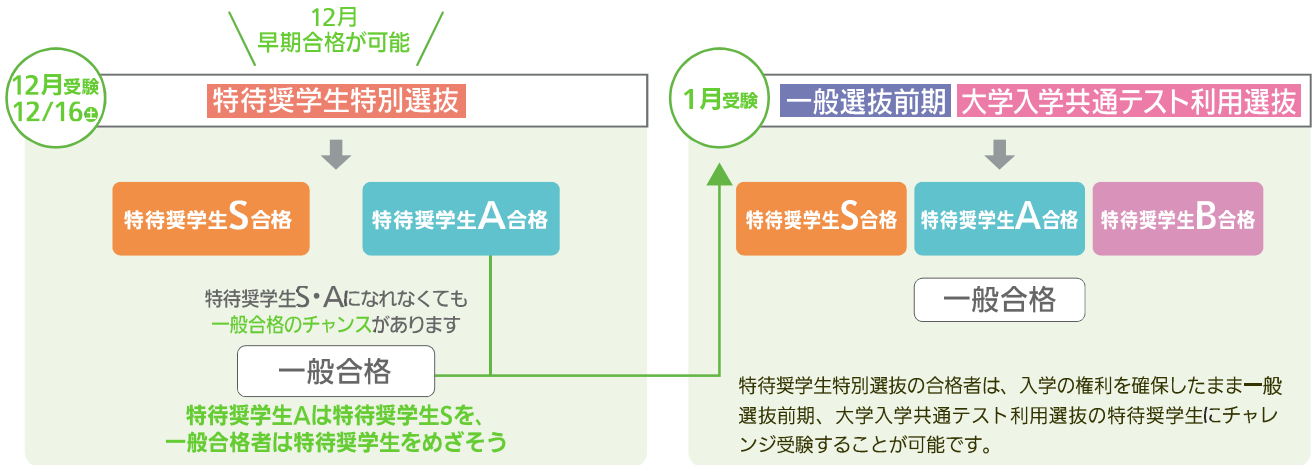 12月
早期合格が可能
12月受験
12/16土
特待奨学生特別選抜
特待奨学生S合格
特待奨学生A合格
特待奨学生S・Aになれなくても
一般合格のチャンスがあります
一般合格
特待奨学生Aは特待奨学生Sを、
一般合格者は特待奨学生をめざそう
1月受験
一般選抜前期
大学入学共通テスト利用選抜
特待奨学生S合格
特待奨学生A合格
特待奨学生B合格
一般合格
特待奨学生特別選抜の合格者は、入学の権利を確保したまま一般
選抜前期、大学入学共通テスト利用選抜の特待奨学生にチャレ
ンジ受験することが可能です。